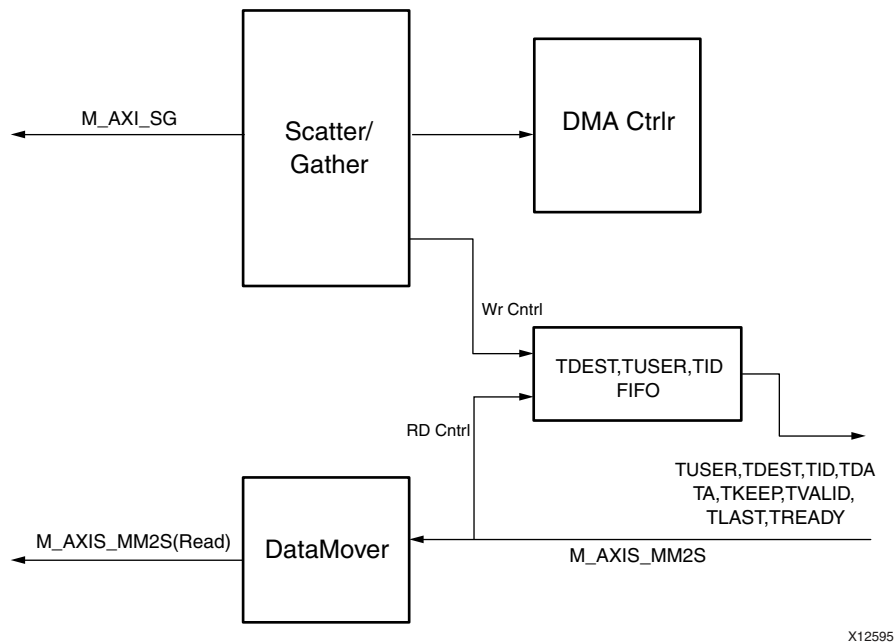 M_AXI_SG
Scatter/
Gather
DMA Ctrlr
Wr Cntrl
TDEST,TUSER,TID
FIFO
RD Cntrl
TUSER,TDEST,TID,TDA
TA,TKEEP,TVALID,
TLAST,TREADY
M_AXIS_MM2S(Read)
DataMover
M_AXIS_MM2S
X12595